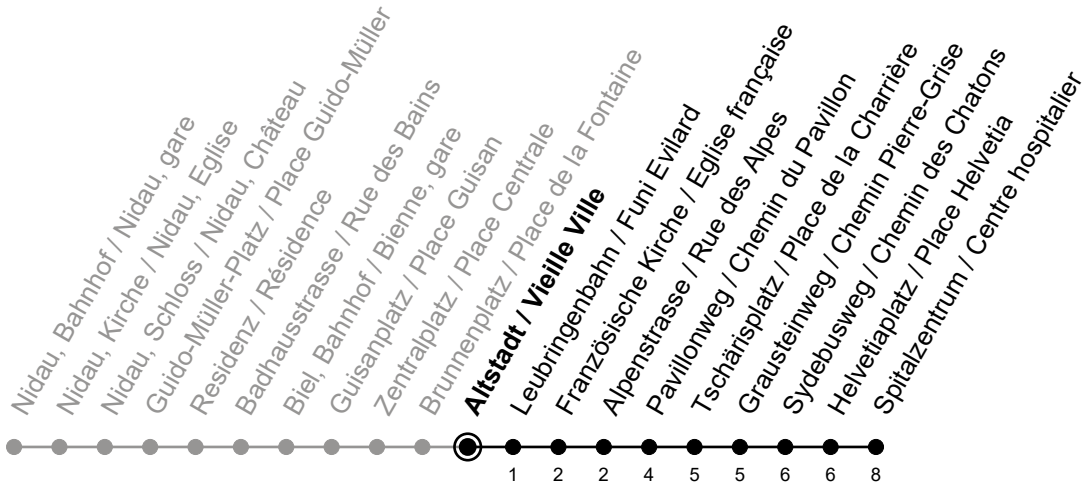 Nidau, Bahnhof / Nidau, gare
Nidau, Kirche / Nidau, Eglise
Nidau, Schloss / Nidau, Château
Guido-Müller-Platz / Place Guido-Müller
Residenz / Résidence
Badhausstrasse / Rue des Bains
Biel, Bahnhof / Bienne, gare
Guisanplatz / Place Guisan
Zentralplatz / Place Centrale
Brunnenplatz / Place de la Fontaine
Altstadt / Vieille Ville
Leubringenbahn / Funi Evilard
Französische Kirche / Eglise française
Alpenstrasse / Rue des Alpes
Pavillonweg / Chemin du Pavillon
Tschärisplatz / Place de la Charrière
Grausteinweg / Chemin Pierre-Grise
Sydebusweg / Chemin des Chatons
Helvetiaplatz / Place Helvetia
Spitalzentrum / Centre hospitalier
1 2 2 4 5 5 6 6 8